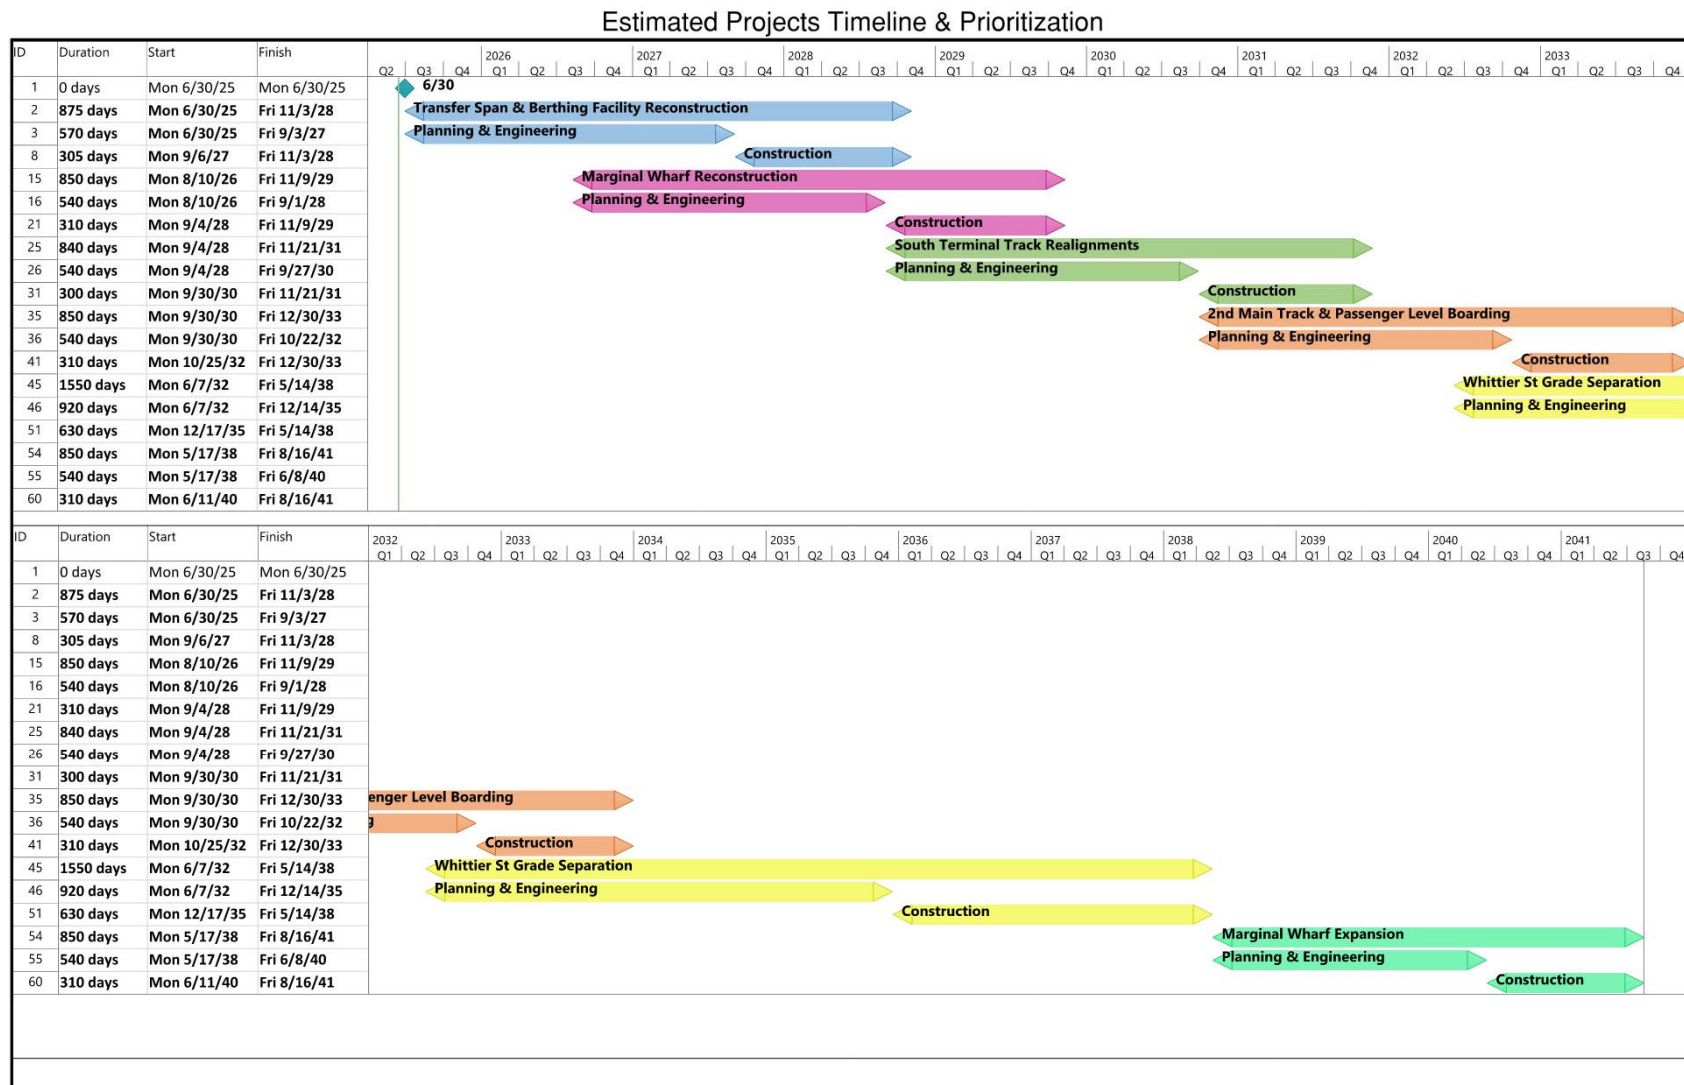 Estimated Projects Timeline & Prioritization
ID Duration Start Finish 2026 2027 2028 2029 2030 2031 2032 2033
Q2 Q3 Q4 Q1 Q2 Q3 Q4 Q1 Q2 Q3 Q4 Q1 Q2 Q3 Q4 Q1 Q2 Q3 Q4 Q1 Q2 Q3 Q4 Q1 Q2 Q3 Q4 Q1 Q2 Q3 Q4 Q1 Q2 Q3 Q4
1 0 days Mon 6/30/25 Mon 6/30/25 6/30
2 875 days Mon 6/30/25 Fri 11/3/28 Transfer Span & Berthing Facility Reconstruction
3 570 days Mon 6/30/25 Fri 9/3/27 Planning & Engineering
8 305 days Mon 9/6/27 Fri 11/3/28 Construction
15 850 days Mon 8/10/26 Fri 11/9/29 Marginal Wharf Reconstruction
16 540 days Mon 8/10/26 Fri 9/1/28 Planning & Engineering
21 310 days Mon 9/4/28 Fri 11/9/29 Construction
25 840 days Mon 9/4/28 Fri 11/21/31 South Terminal Track Realignments
26 540 days Mon 9/4/28 Fri 9/27/30 Planning & Engineering
31 300 days Mon 9/30/30 Fri 11/21/31 Construction
35 850 days Mon 9/30/30 Fri 12/30/33 2nd Main Track & Passenger Level Boarding
36 540 days Mon 9/30/30 Fri 10/22/32 Planning & Engineering
41 310 days Mon 10/25/32 Fri 12/30/33 Construction
45 1550 days Mon 6/7/32 Fri 5/14/38 Whittier St Grade Separation
46 920 days Mon 6/7/32 Fri 12/14/35 Planning & Engineering
51 630 days Mon 12/17/35 Fri 5/14/38
54 850 days Mon 5/17/38 Fri 8/16/41
55 540 days Mon 5/17/38 Fri 6/8/40
60 310 days Mon 6/11/40 Fri 8/16/41
ID Duration Start Finish 2032 2033 2034 2035 2036 2037 2038 2039 2040 2041
Q1 Q2 Q3 Q4 Q1 Q2 Q3 Q4 Q1 Q2 Q3 Q4 Q1 Q2 Q3 Q4 Q1 Q2 Q3 Q4 Q1 Q2 Q3 Q4 Q1 Q2 Q3 Q4 Q1 Q2 Q3 Q4 Q1 Q2 Q3 Q4 Q1 Q2 Q3 Q4
1 0 days Mon 6/30/25 Mon 6/30/25
2 875 days Mon 6/30/25 Fri 11/3/28
3 570 days Mon 6/30/25 Fri 9/3/27
8 305 days Mon 9/6/27 Fri 11/3/28
15 850 days Mon 8/10/26 Fri 11/9/29
16 540 days Mon 8/10/26 Fri 9/1/28
21 310 days Mon 9/4/28 Fri 11/9/29
25 840 days Mon 9/4/28 Fri 11/21/31
26 540 days Mon 9/4/28 Fri 9/27/30
31 300 days Mon 9/30/30 Fri 11/21/31
35 850 days Mon 9/30/30 Fri 12/30/33 enger Level Boarding
36 540 days Mon 9/30/30 Fri 10/22/32 g
41 310 days Mon 10/25/32 Fri 12/30/33 Construction
45 1550 days Mon 6/7/32 Fri 5/14/38 Whittier St Grade Separation
46 920 days Mon 6/7/32 Fri 12/14/35 Planning & Engineering
51 630 days Mon 12/17/35 Fri 5/14/38 Construction
54 850 days Mon 5/17/38 Fri 8/16/41 Marginal Wharf Expansion
55 540 days Mon 5/17/38 Fri 6/8/40 Planning & Engineering
60 310 days Mon 6/11/40 Fri 8/16/41 Construction